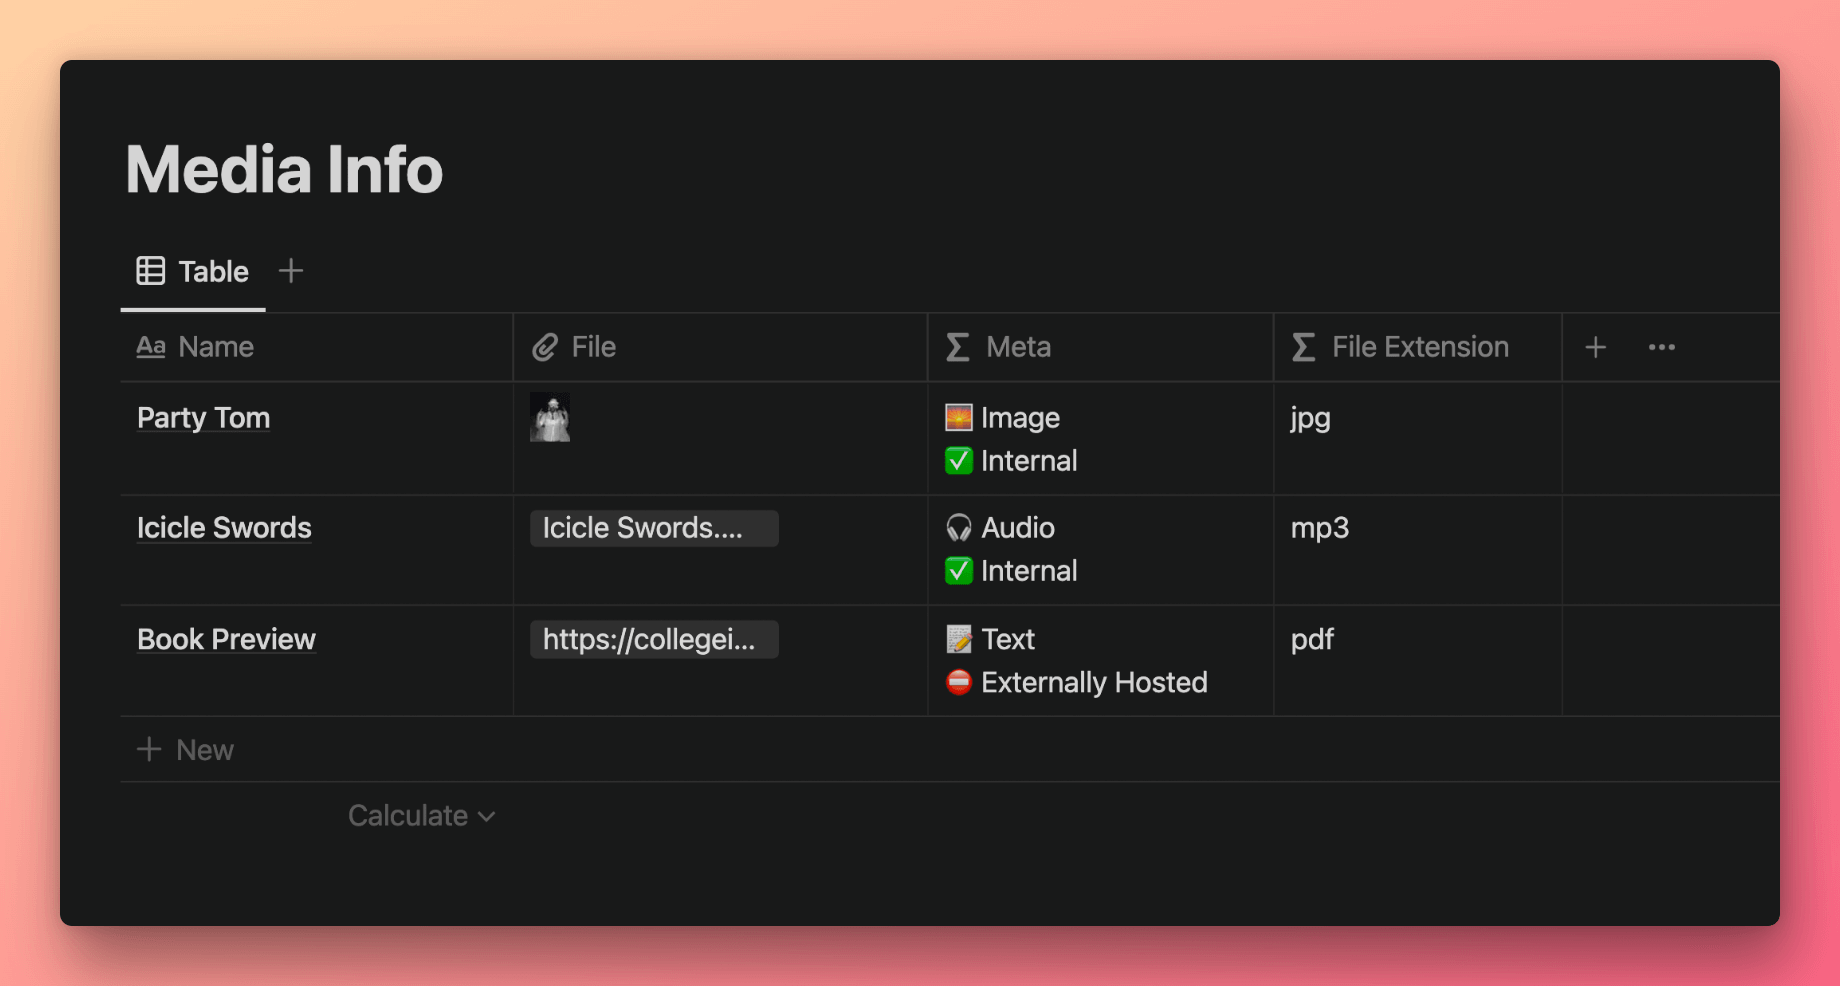 Media Info
Table
Aa Name File Meta File Extension
Party Tom Image jpg
Internal
Icicle Swords Icicle Swords.... Audio mp3
Internal
Book Preview https://collegei... Text pdf
Externally Hosted
New
Calculate